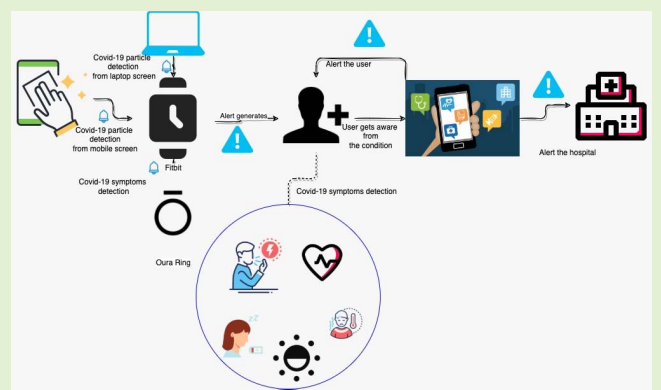 Covid-19 particle
detection
from laptop screen
Alert the user
Covid-19 particle
detection
from mobile screen
Alert generates
User gets aware
from
the condition
Alert the hospital
Fitbit
Covid-19 symptoms
detection
Covid-19 symptoms detection
Oura Ring